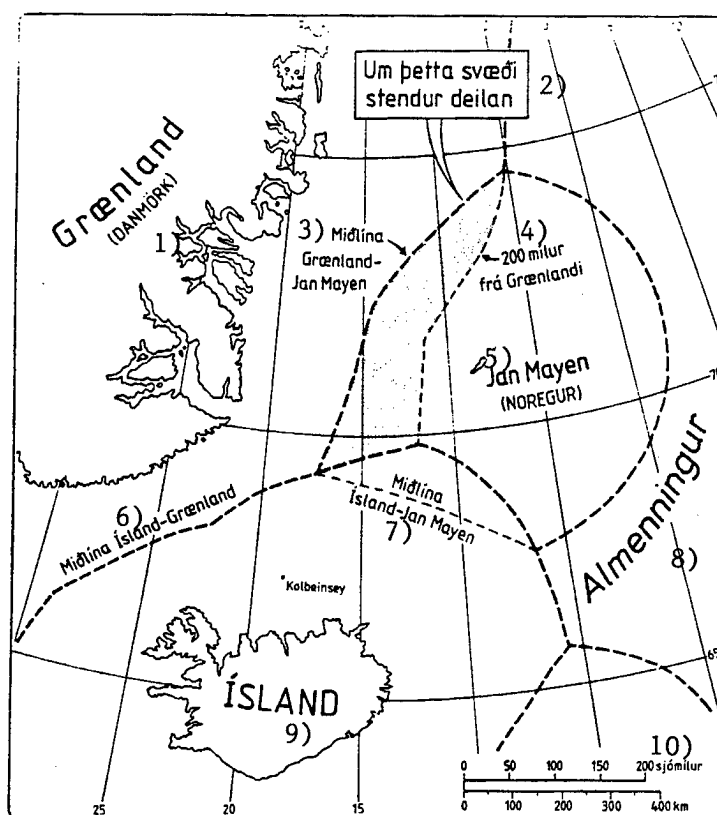 Um þetta svæði
stendur deilan
2)
Grænland
(DANMÖRK)
1)
3) Miðlína
Grænland-
Jan Mayen
4)
200 mílur
frá Grænlandi
5)
Jan Mayen
(NOREGUR)
6)
Miðlína Ísland-Grænland
Miðlína
Ísland-Jan Mayen
7)
Almenningur
8)
Kolbeinsey
ÍSLAND
9)
65
10)
0 50 100 150 200 sjómílur
0 100 200 300 400 km
25 20 15